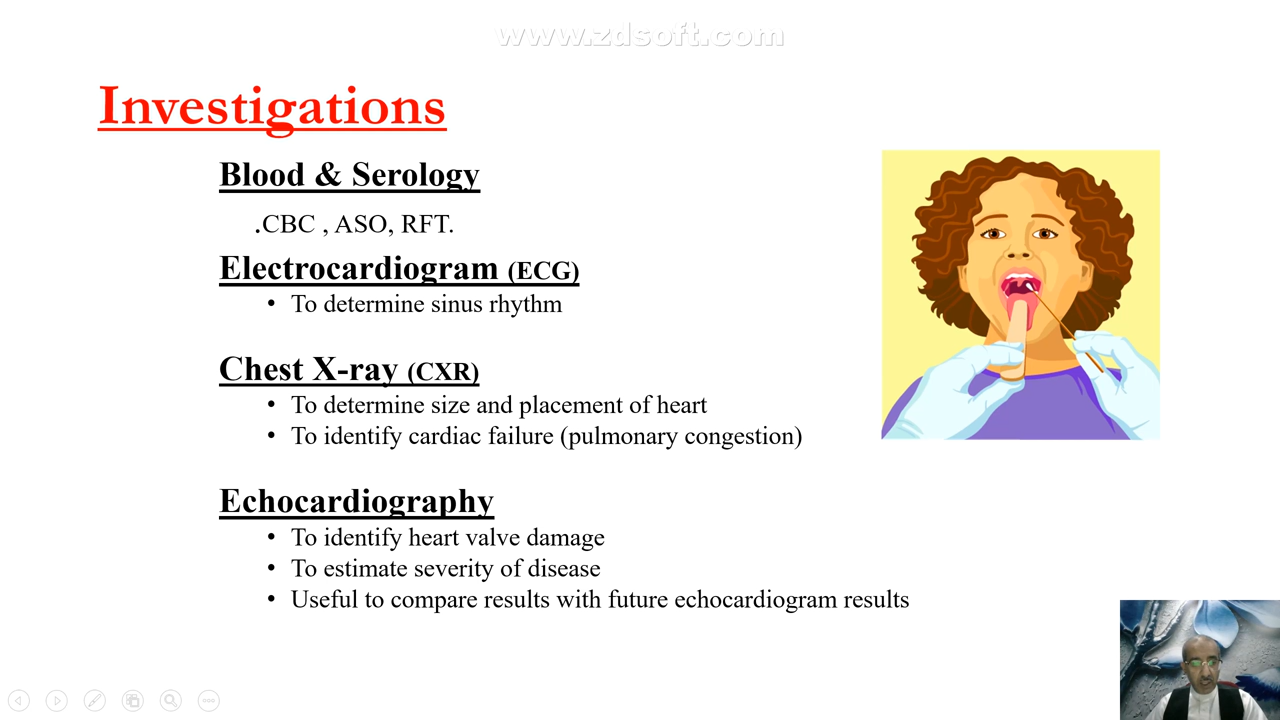 www.zdsoft.com
Investigations
Blood & Serology
.CBC , ASO, RFT.
Electrocardiogram (ECG)
• To determine sinus rhythm
Chest X-ray (CXR)
• To determine size and placement of heart
• To identify cardiac failure (pulmonary congestion)
Echocardiography
• To identify heart valve damage
• To estimate severity of disease
• Useful to compare results with future echocardiogram results